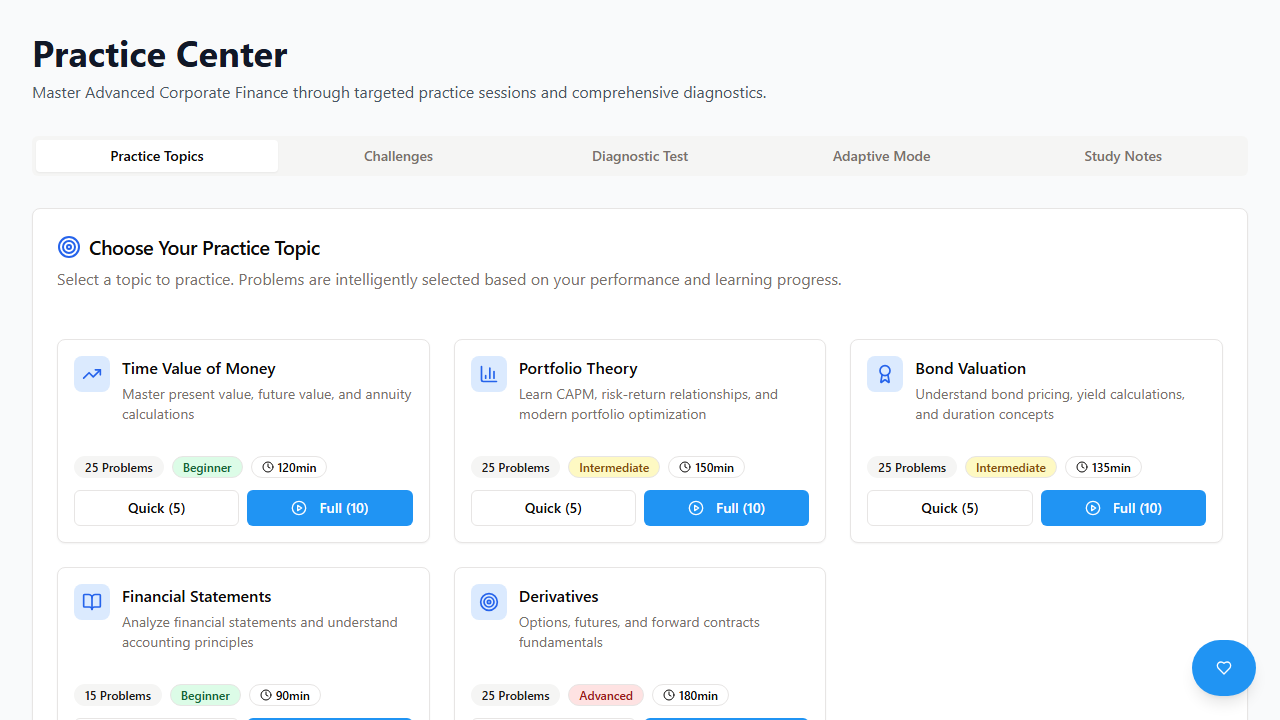 Practice Center
Master Advanced Corporate Finance through targeted practice sessions and comprehensive diagnostics.
Practice Topics
Challenges
Diagnostic Test
Adaptive Mode
Study Notes
Choose Your Practice Topic
Select a topic to practice. Problems are intelligently selected based on your performance and learning progress.
Time Value of Money
Master present value, future value, and annuity
calculations
25 Problems
Beginner
120min
Quick (5)
Full (10)
Portfolio Theory
Learn CAPM, risk-return relationships, and
modern portfolio optimization
25 Problems
Intermediate
150min
Quick (5)
Full (10)
Bond Valuation
Understand bond pricing, yield calculations,
and duration concepts
25 Problems
Intermediate
135min
Quick (5)
Full (10)
Financial Statements
Analyze financial statements and understand
accounting principles
15 Problems
Beginner
90min
Derivatives
Options, futures, and forward contracts
fundamentals
25 Problems
Advanced
180min